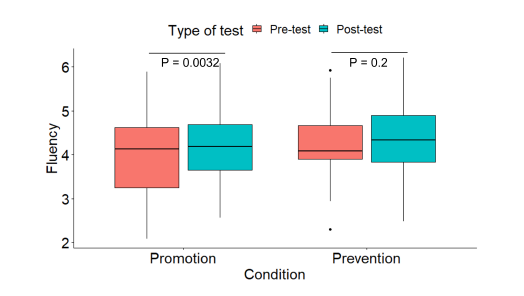 Type of test Pre-test Post-test
P = 0.0032 P = 0.2
6
5
4
3
2
Fluency
Promotion Prevention
Condition